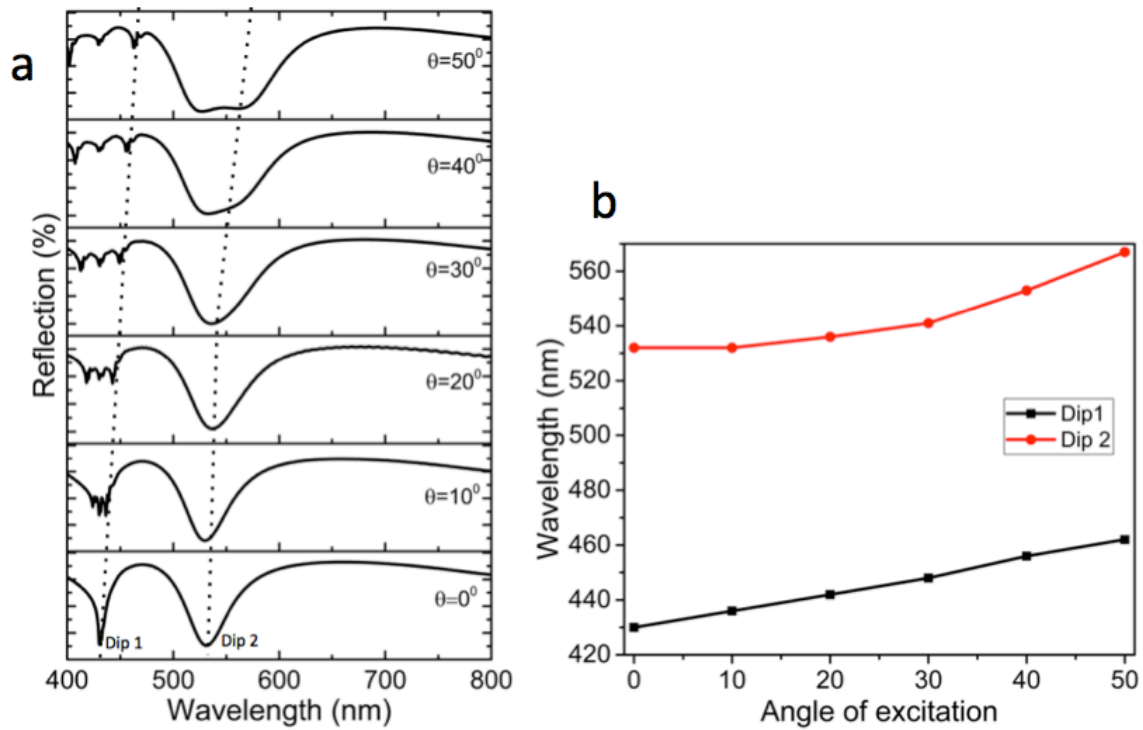 a
Reflection (%)
θ=50⁰
θ=40⁰
θ=30⁰
θ=20⁰
θ=10⁰
θ=0⁰
Dip 1
Dip 2
400 500 600 700 800
Wavelength (nm)
b
Wavelength (nm)
560
540
520
500
480
460
440
420
Dip1
Dip 2
0 10 20 30 40 50
Angle of excitation